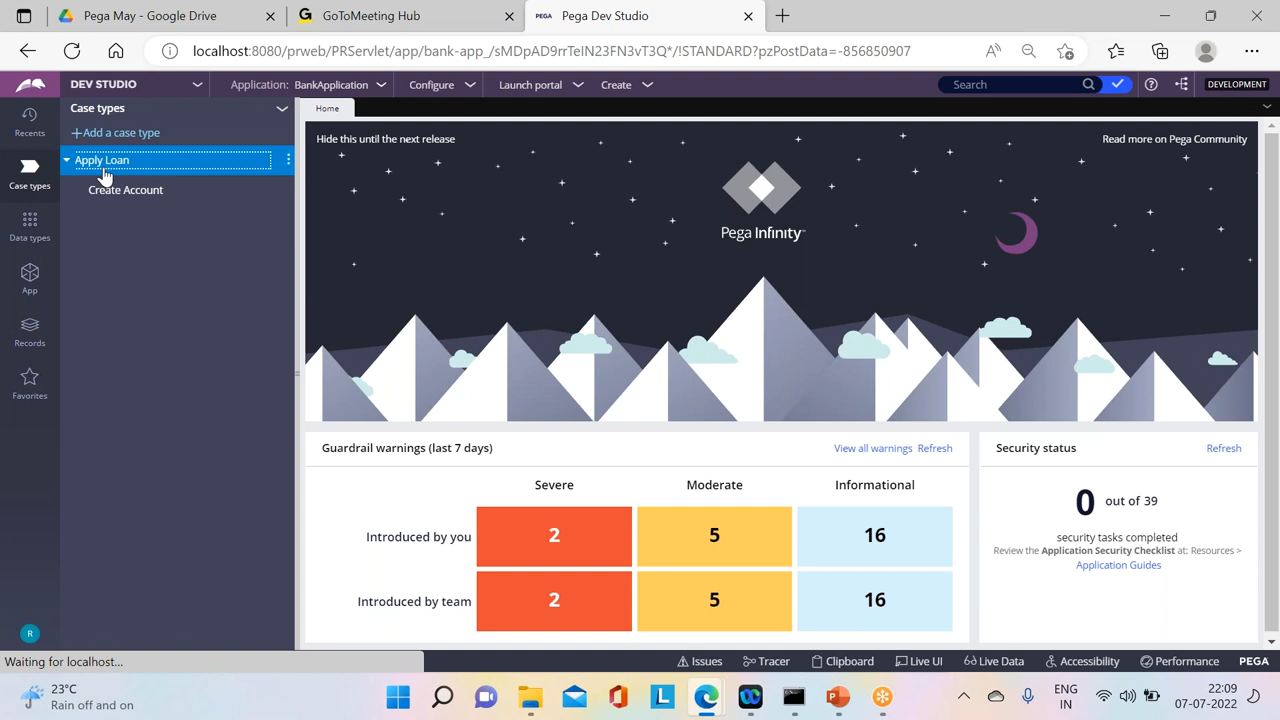 Pega May - Google Drive
GoToMeeting Hub
PEGA Pega Dev Studio
localhost:8080/prweb/PRServlet/app/bank-app_/sMDpAD9rrTeIN23FN3vT3Q*/!STANDARD?pzPostData=-856850907
DEV STUDIO
Application: BankApplication
Configure
Launch portal
Create
Search
DEVELOPMENT
Recents
Case types
Data types
App
Records
Favorites
R
Case types
+Add a case type
Apply Loan
Create Account
Home
Hide this until the next release
Read more on Pega Community
Pega Infinity
Guardrail warnings (last 7 days)
View all warnings Refresh
Severe Moderate Informational
Introduced by you 2 5 16
Introduced by team 2 5 16
Security status
Refresh
0 out of 39
security tasks completed
Review the Application Security Checklist at: Resources >
Application Guides
Waiting for localhost...
Issues Tracer Clipboard Live UI Live Data Accessibility Performance PEGA
23°C
Rain off and on
ENG
IN
22:09
07-07-2022